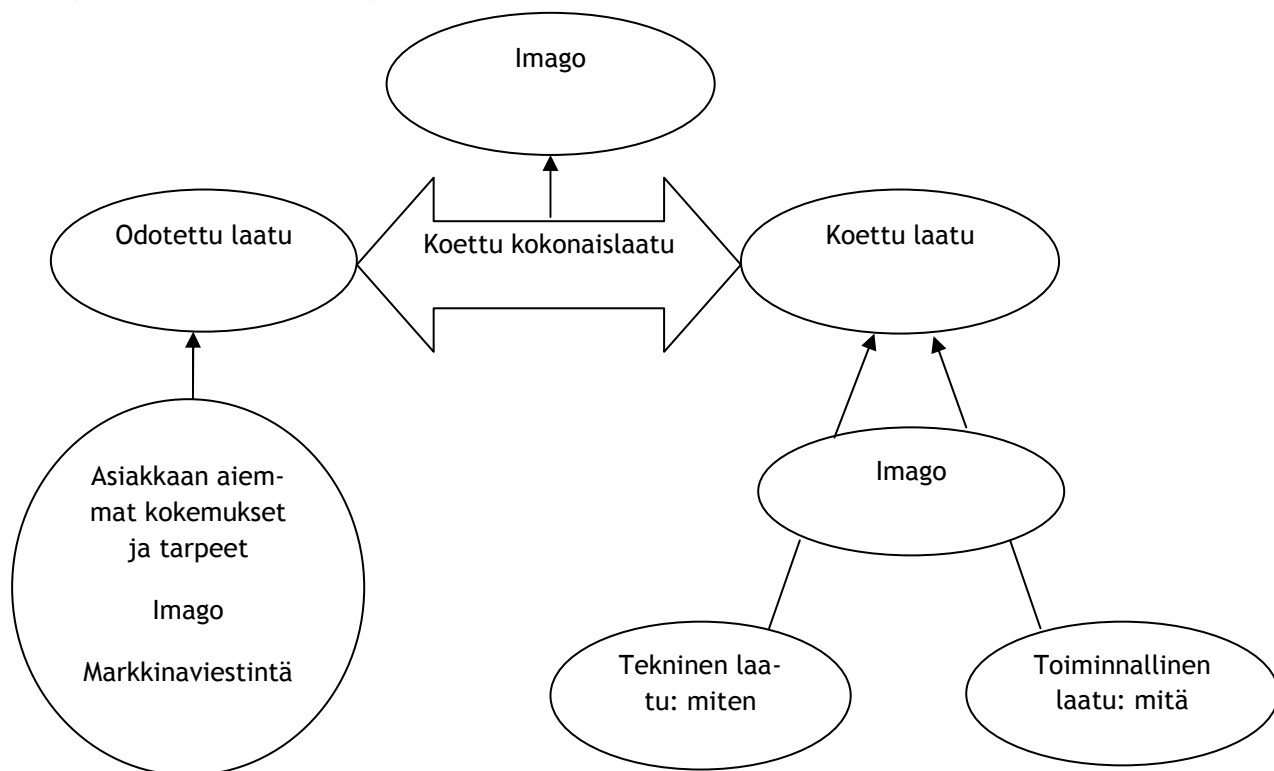 Imago
Odotettu laatu
Koettu kokonaislaatu
Koettu laatu
Asiakkaan aiem-
mat kokemukset
ja tarpeet
Imago
Markkinaviestintä
Imago
Tekninen laa-
tu: miten
Toiminnallinen
laatu: mitä